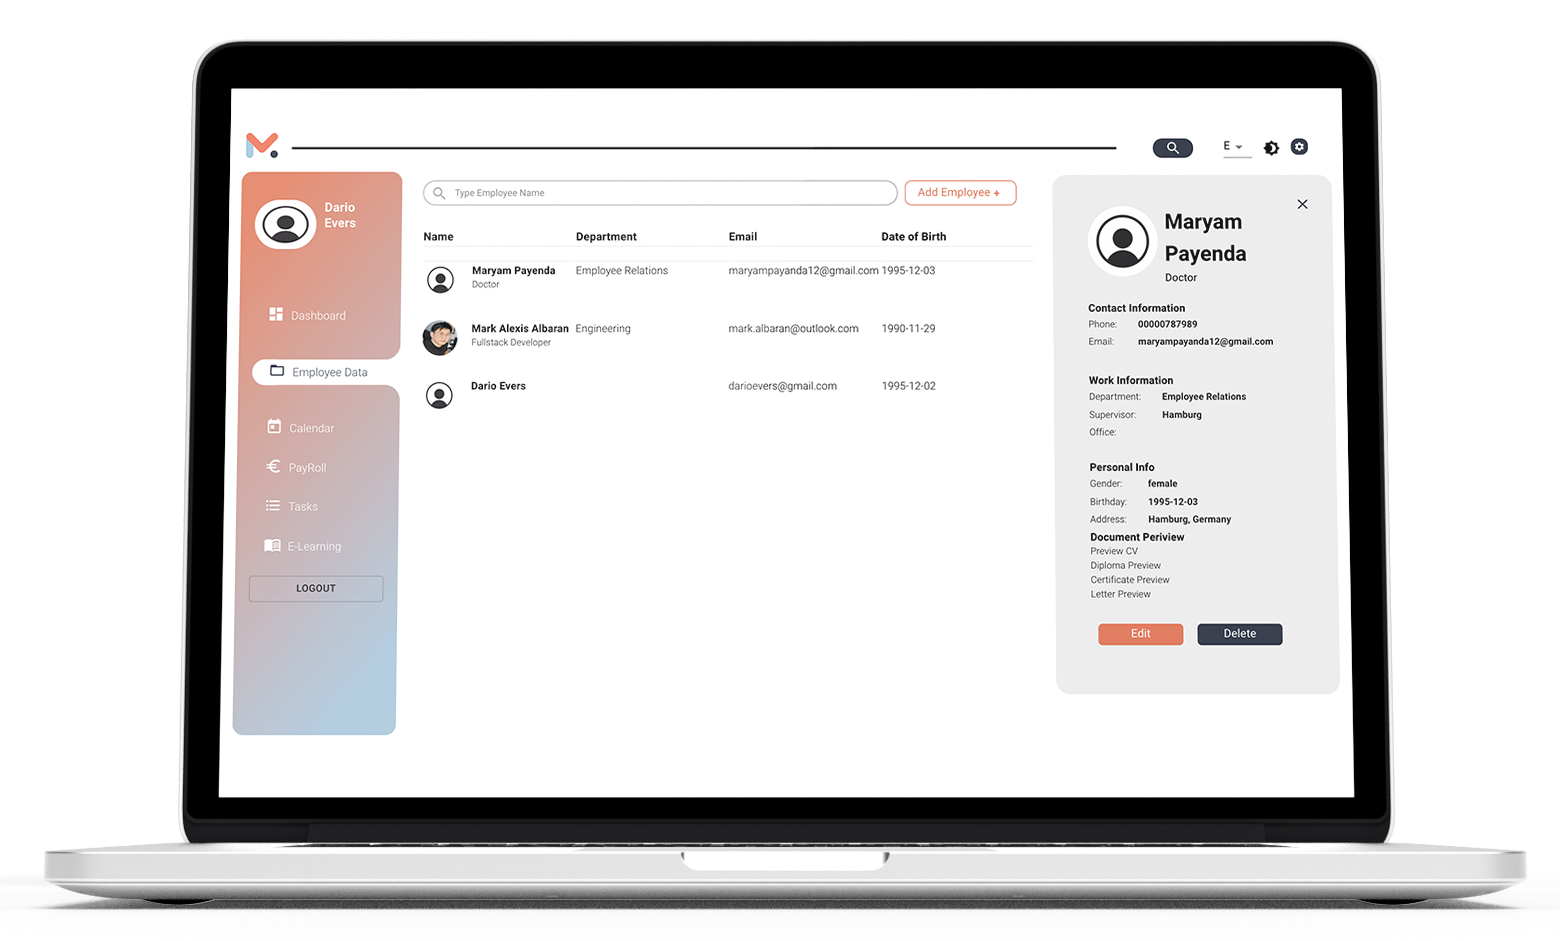 E
Dario
Evers
Dashboard
Employee Data
Calendar
PayRoll
Tasks
E-Learning
LOGOUT
Type Employee Name
Add Employee +
Name Department Email Date of Birth
Maryam Payenda Employee Relations maryampayanda12@gmail.com 1995-12-03
Doctor
Mark Alexis Albaran Engineering mark.albaran@outlook.com 1990-11-29
Fullstack Developer
Dario Evers darioevers@gmail.com 1995-12-02
Maryam
Payenda
Doctor
Contact Information
Phone: 00000787989
Email: maryampayanda12@gmail.com
Work Information
Department: Employee Relations
Supervisor: Hamburg
Office:
Personal Info
Gender: female
Birthday: 1995-12-03
Address: Hamburg, Germany
Document Periview
Preview CV
Diploma Preview
Certificate Preview
Letter Preview
Edit Delete